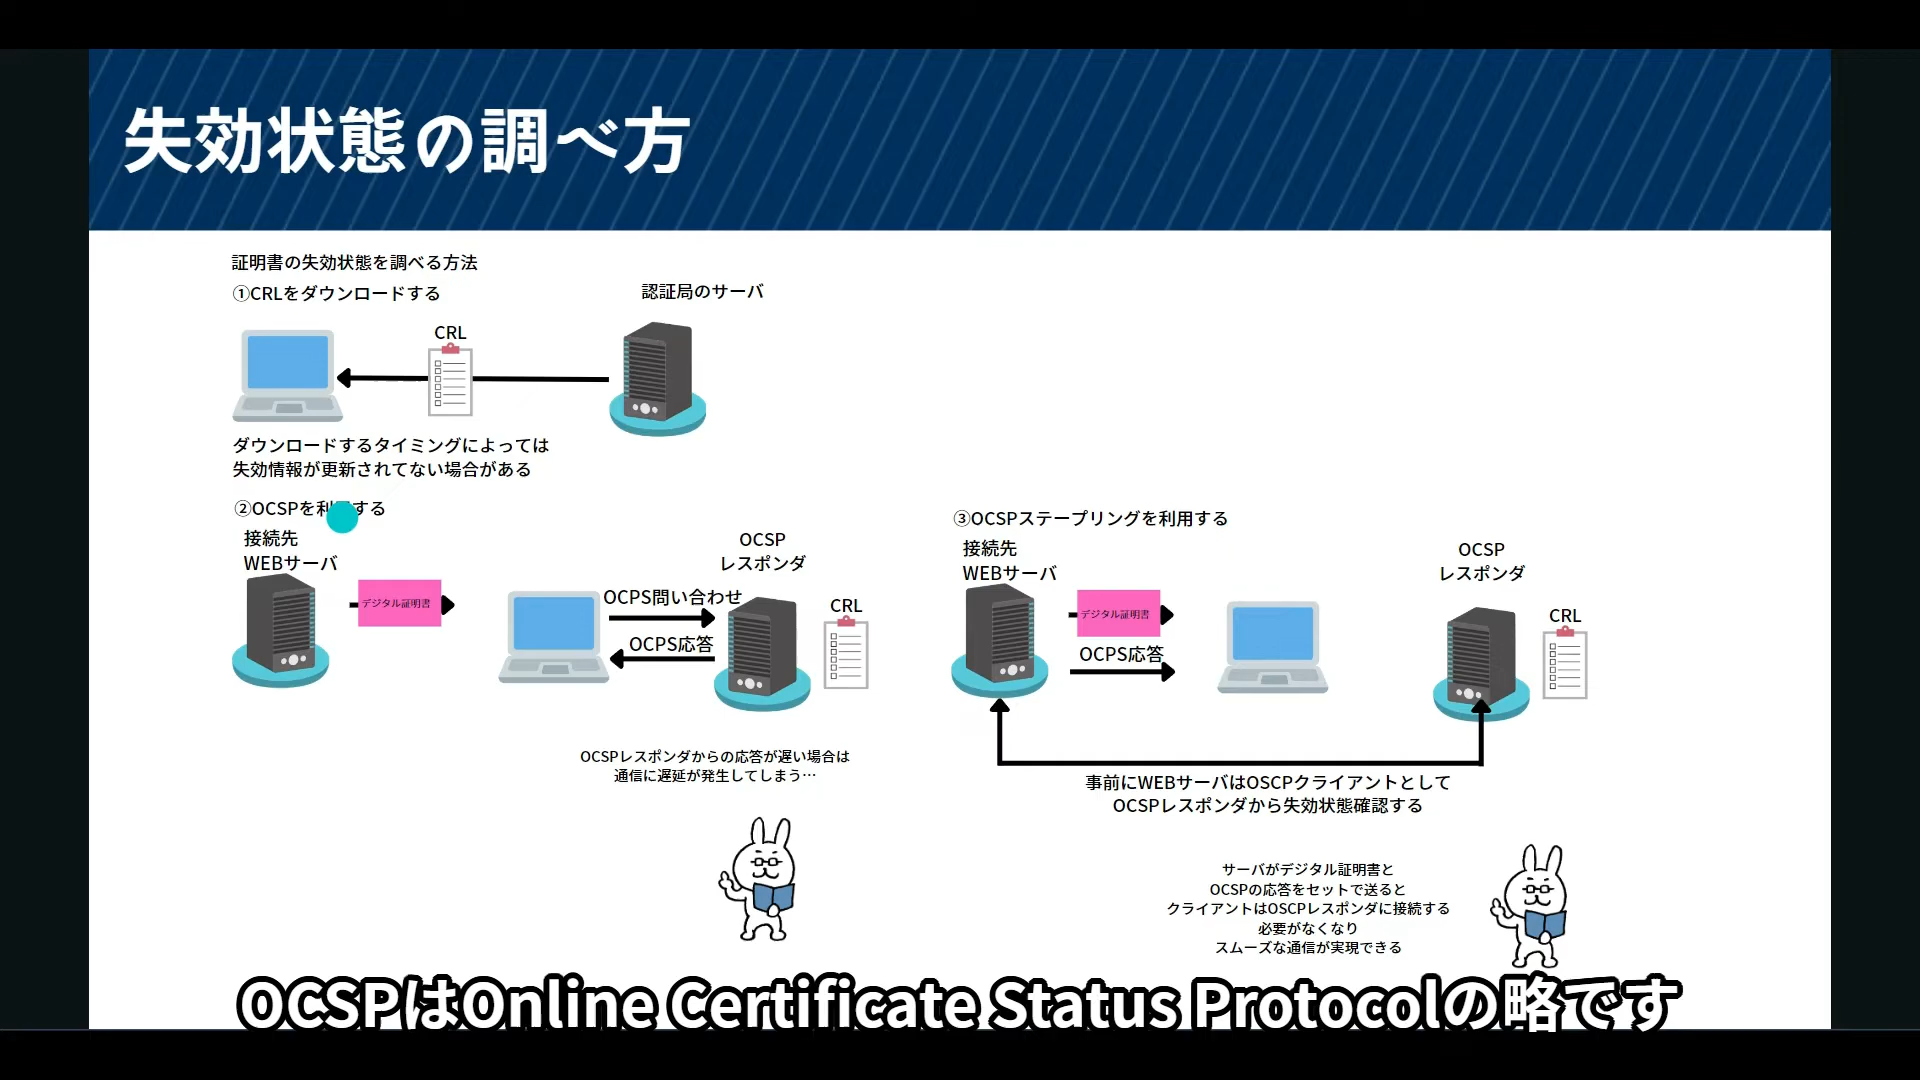 失効状態の調べ方
証明書の失効状態を調べる方法
①CRLをダウンロードする
認証局のサーバ
CRL
ダウンロードするタイミングによっては
失効情報が更新されてない場合がある
②OCSPを利する
接続先
WEBサーバ
デジタル証明書
OCPS問い合わせ
OCPS応答
OCSP
レスポンダ
CRL
OCSPレスポンダからの応答が遅い場合は
通信に遅延が発生してしまう…
③OCSPステープリングを利用する
接続先
WEBサーバ
デジタル証明書
OCPS応答
OCSP
レスポンダ
CRL
事前にWEBサーバはOSCPクライアントとして
OCSPレスポンダから失効状態確認する
サーバがデジタル証明書と
OCSPの応答をセットで送ると
クライアントはOSCPレスポンダに接続する
必要がなくなり
スムーズな通信が実現できる
OCSPはOnline Certificate Status Protocolの略です